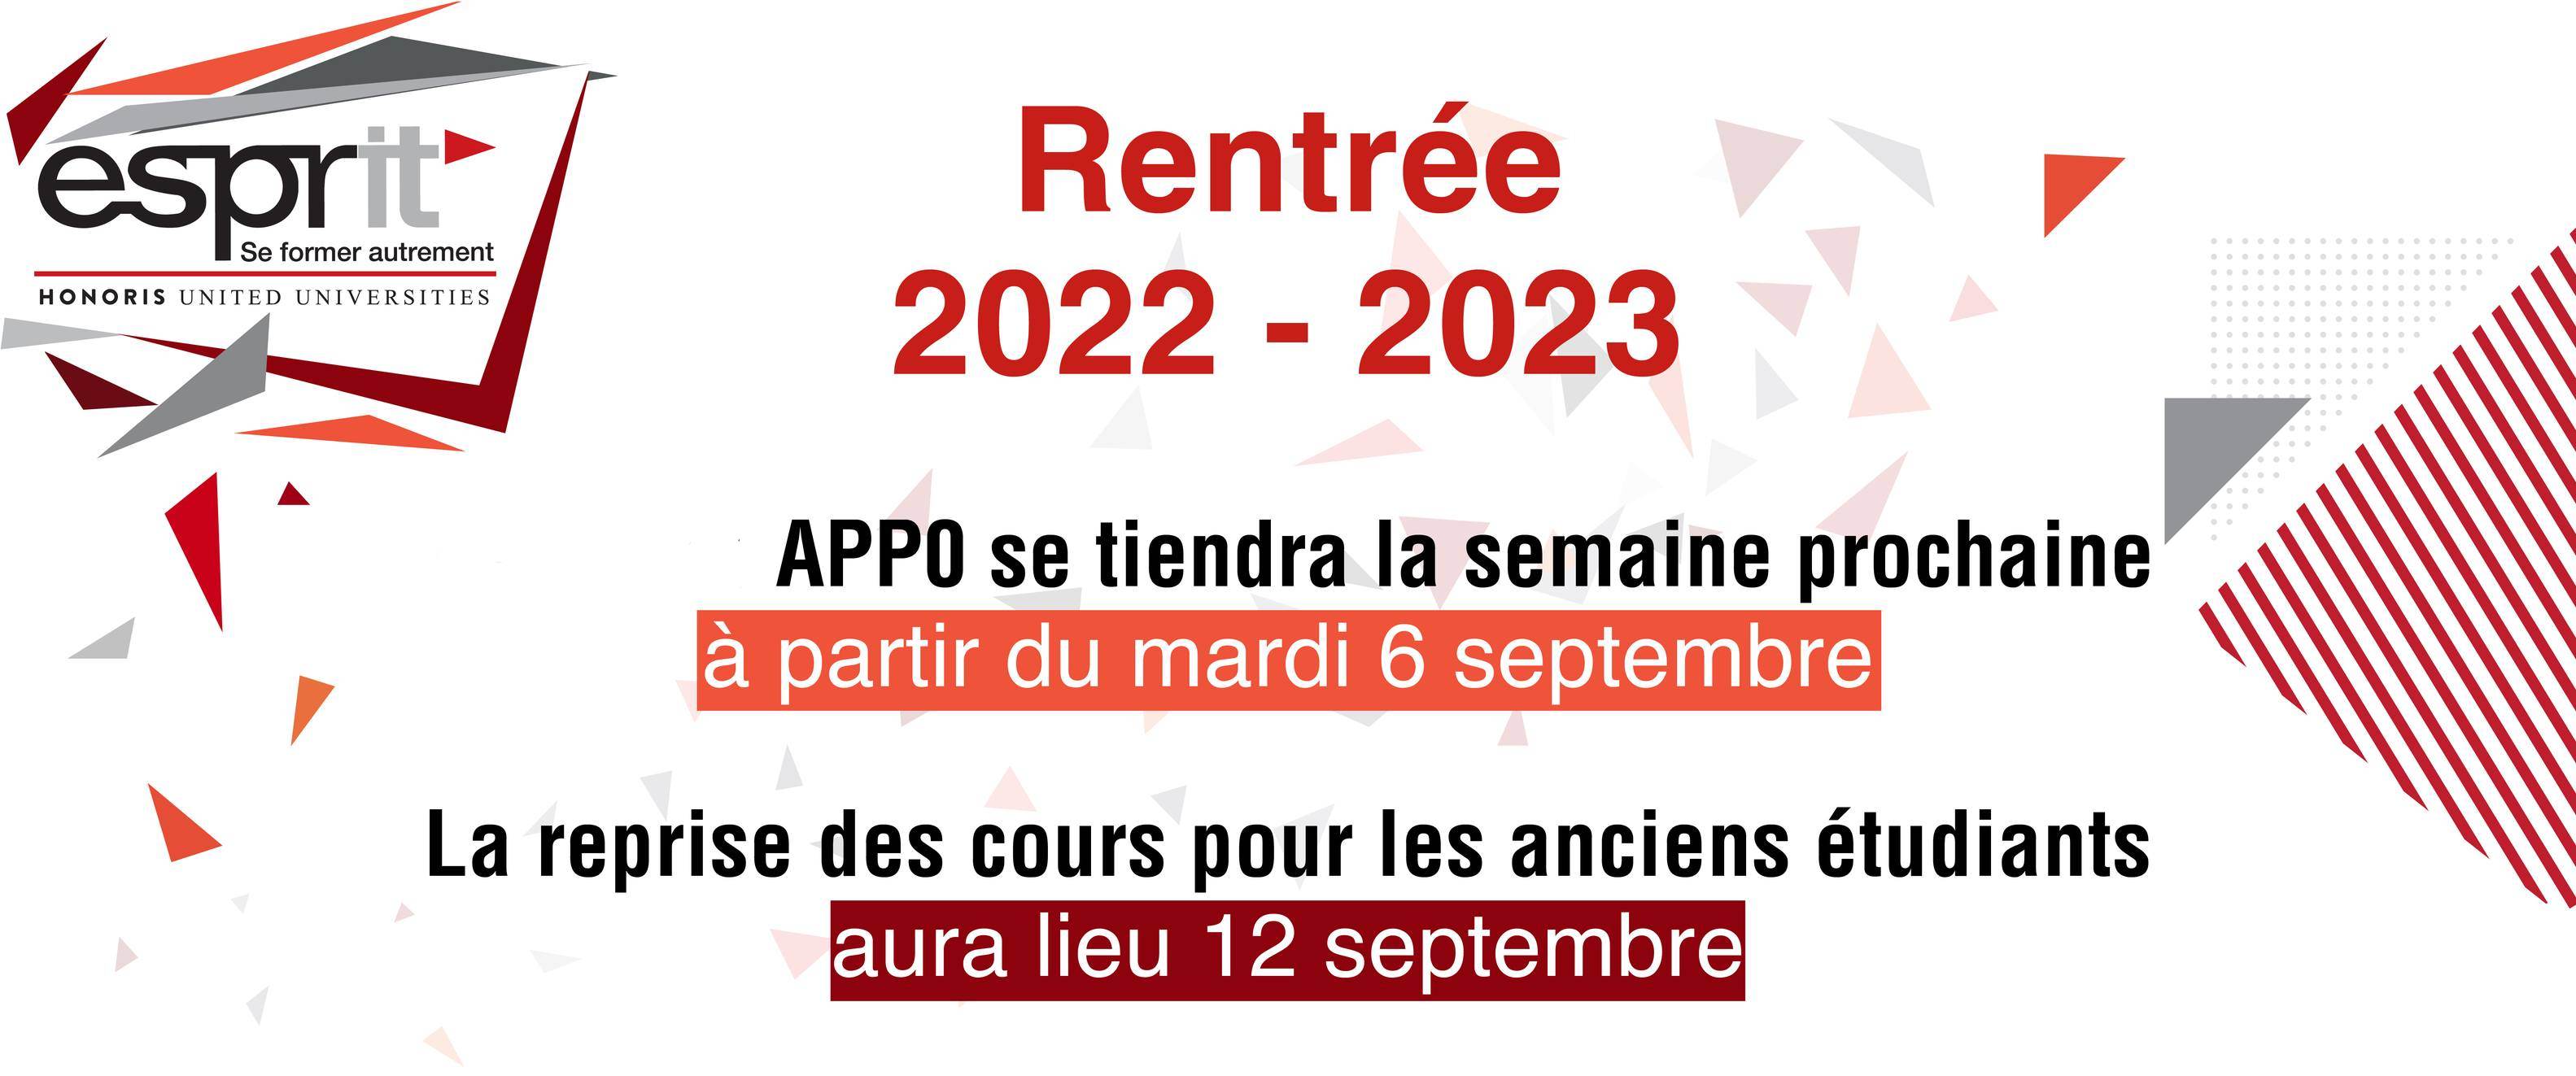 esprit
Se former autrement
HONORIS UNITED UNIVERSITIES
Rentrée
2022 - 2023
APP0 se tiendra la semaine prochaine
à partir du mardi 6 septembre
La reprise des cours pour les anciens étudiants
aura lieu 12 septembre